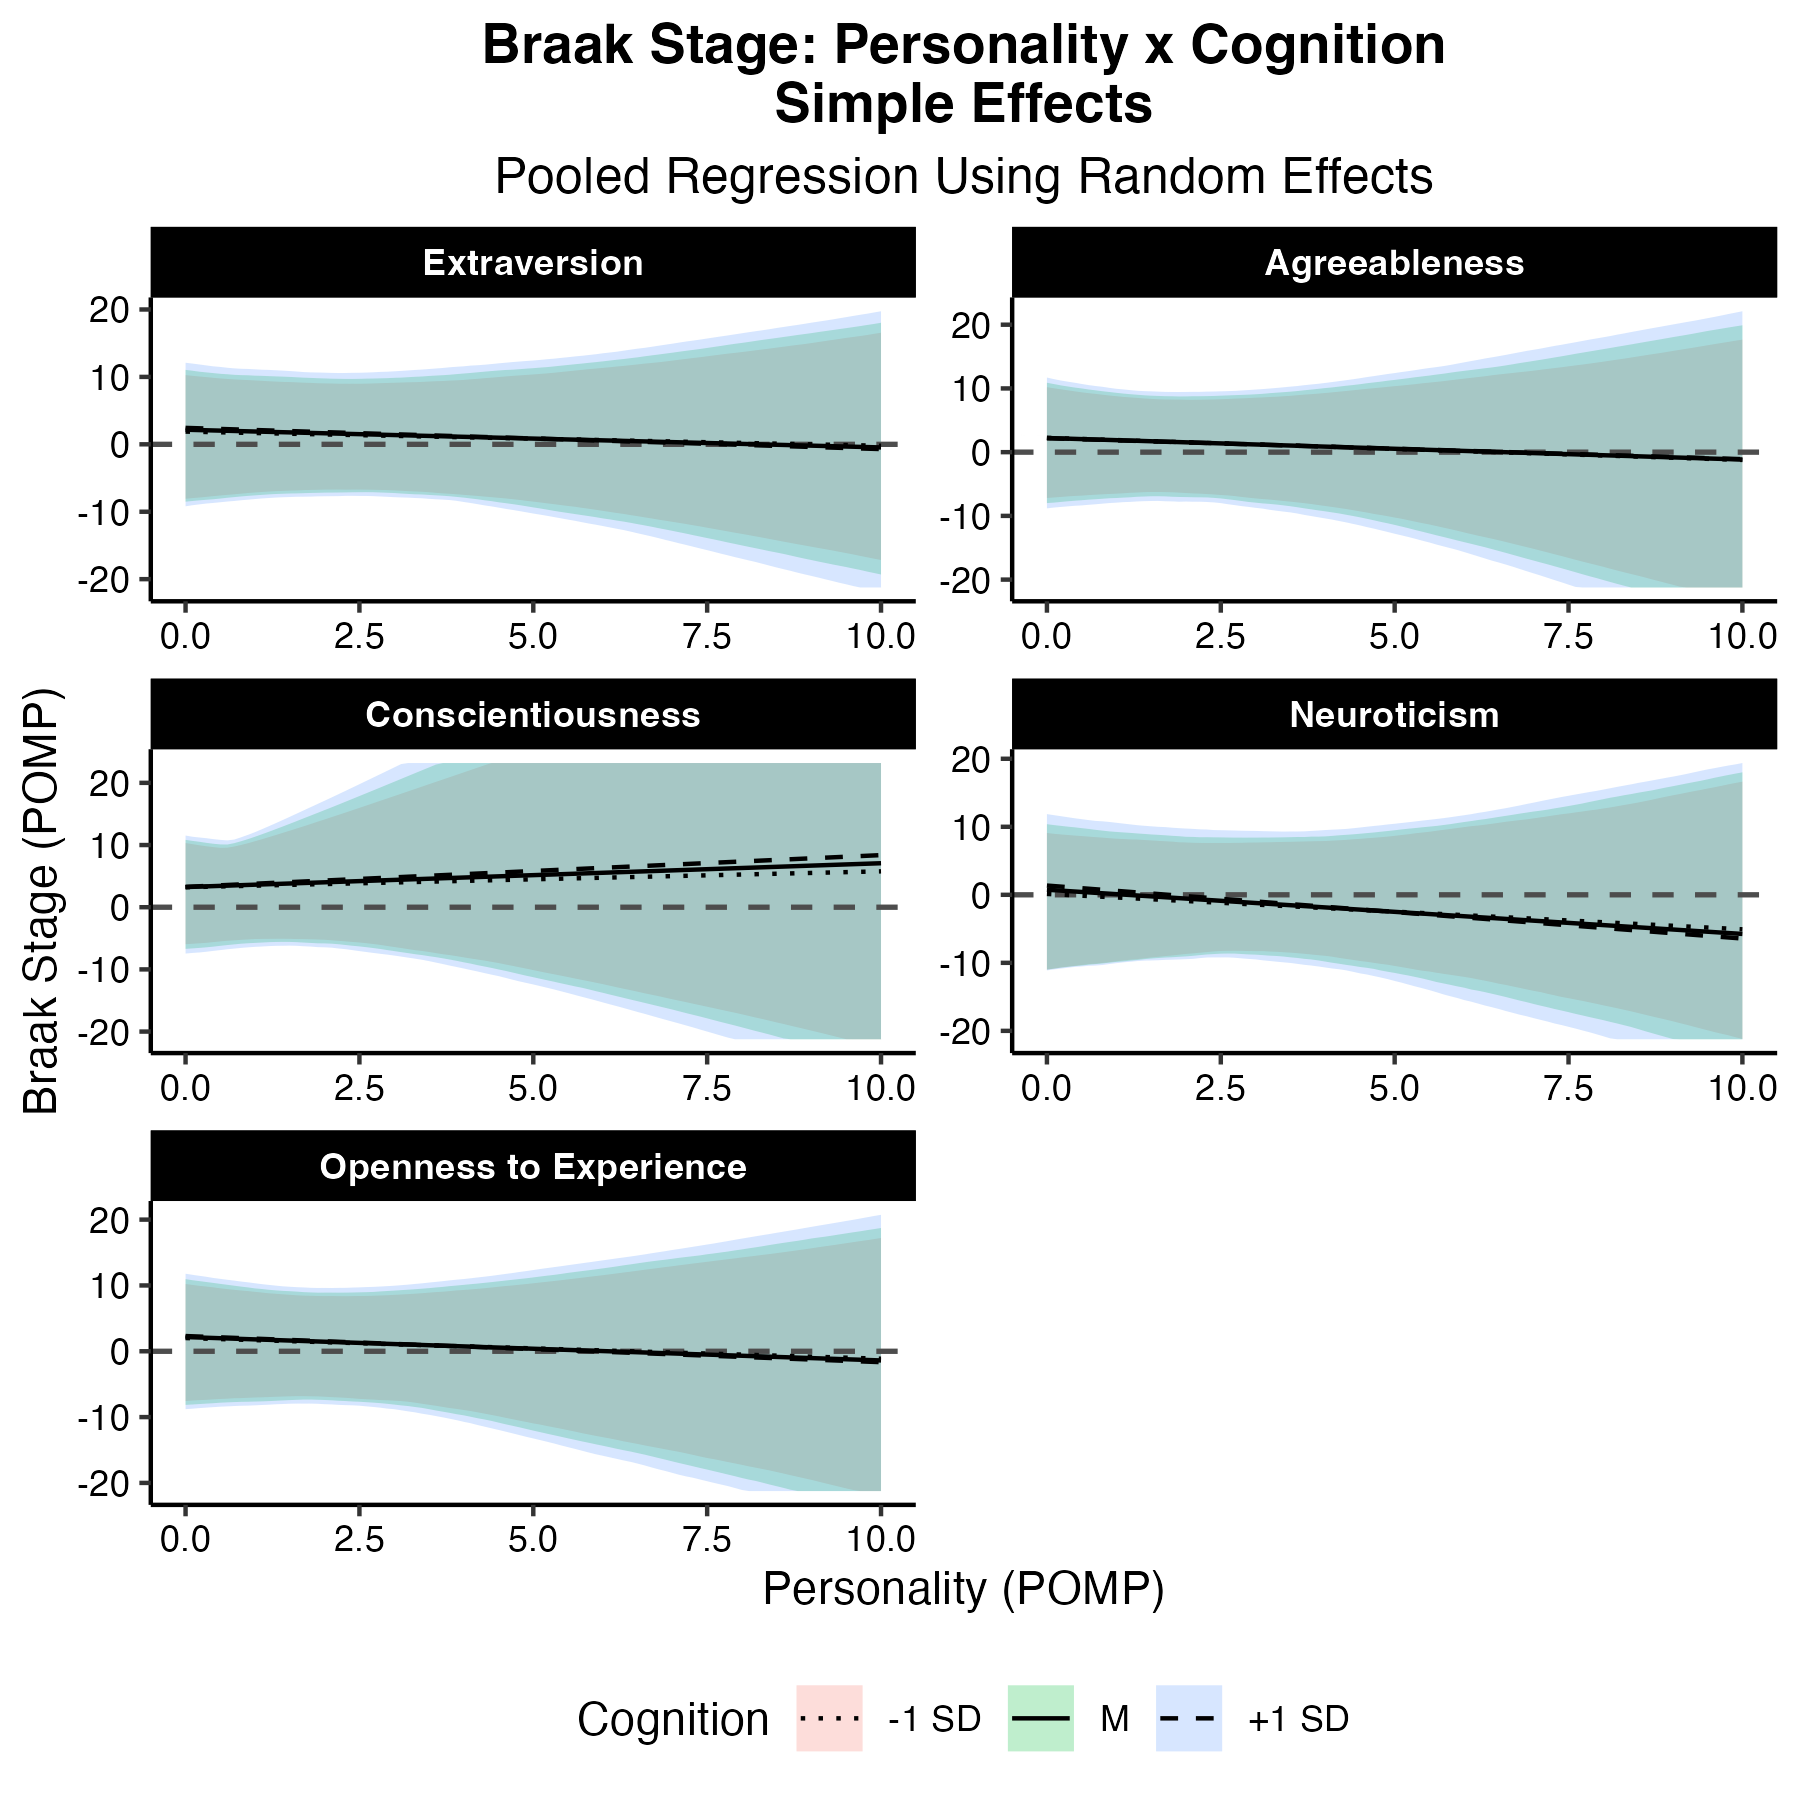 Braak Stage: Personality x Cognition
Simple Effects
Pooled Regression Using Random Effects
Extraversion
Agreeableness
20
10
0
-10
-20
0.0 2.5 5.0 7.5 10.0
20
10
0
-10
-20
0.0 2.5 5.0 7.5 10.0
Conscientiousness
Neuroticism
20
10
0
-10
-20
0.0 2.5 5.0 7.5 10.0
20
10
0
-10
-20
0.0 2.5 5.0 7.5 10.0
Braak Stage (POMP)
Openness to Experience
20
10
0
-10
-20
0.0 2.5 5.0 7.5 10.0
Personality (POMP)
Cognition -1 SD M +1 SD